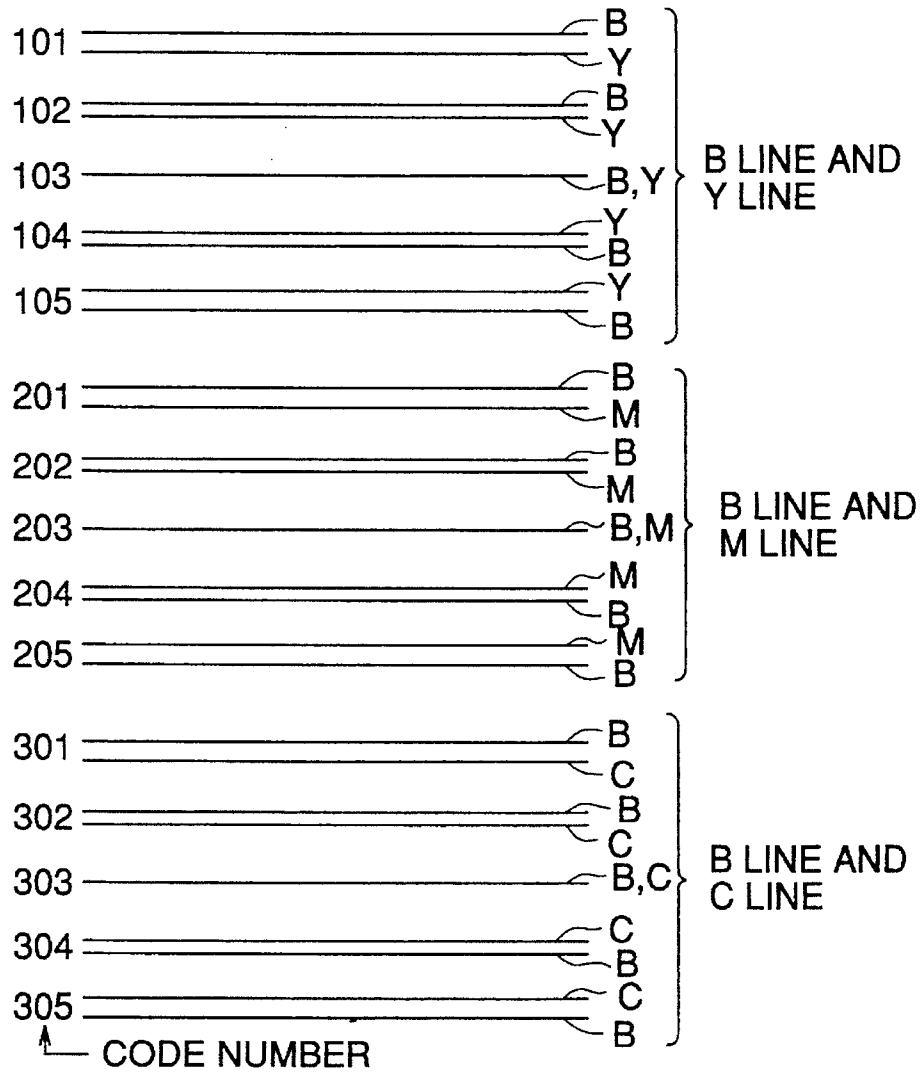 101
B
Y
102
B
Y
103
B,Y
104
Y
B
105
Y
B
B LINE AND
Y LINE
201
B
M
202
B
M
203
B,M
204
M
B
205
M
B
B LINE AND
M LINE
301
B
C
302
B
C
303
B,C
304
C
B
305
C
B
B LINE AND
C LINE
CODE NUMBER